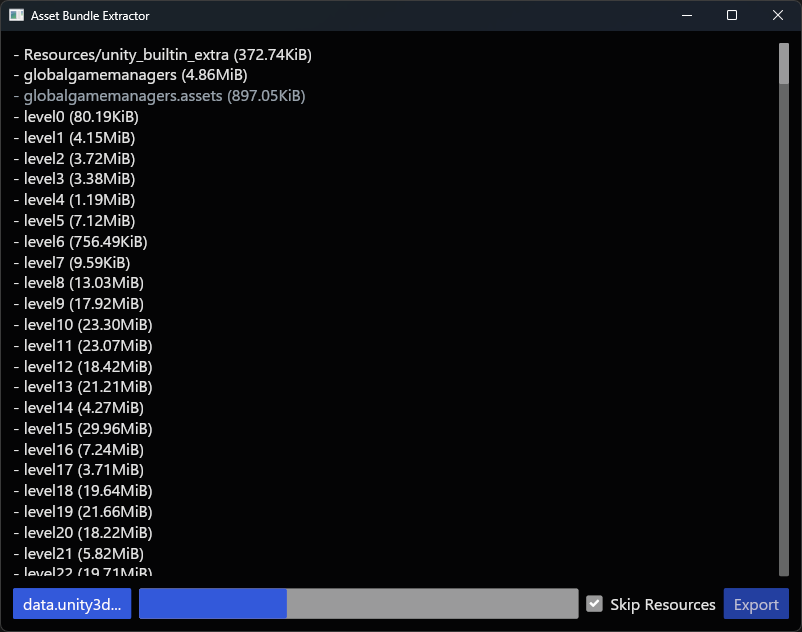 Asset Bundle Extractor
- Resources/unity_builtin_extra (372.74KiB)
- globalgamemanagers (4.86MiB)
- globalgamemanagers.assets (897.05KiB)
- level0 (80.19KiB)
- level1 (4.15MiB)
- level2 (3.72MiB)
- level3 (3.38MiB)
- level4 (1.19MiB)
- level5 (7.12MiB)
- level6 (756.49KiB)
- level7 (9.59KiB)
- level8 (13.03MiB)
- level9 (17.92MiB)
- level10 (23.30MiB)
- level11 (23.07MiB)
- level12 (18.42MiB)
- level13 (21.21MiB)
- level14 (4.27MiB)
- level15 (29.96MiB)
- level16 (7.24MiB)
- level17 (3.71MiB)
- level18 (19.64MiB)
- level19 (21.66MiB)
- level20 (18.22MiB)
- level21 (5.82MiB)
- level22 (19.71MiB)
data.unity3d... Skip Resources Export